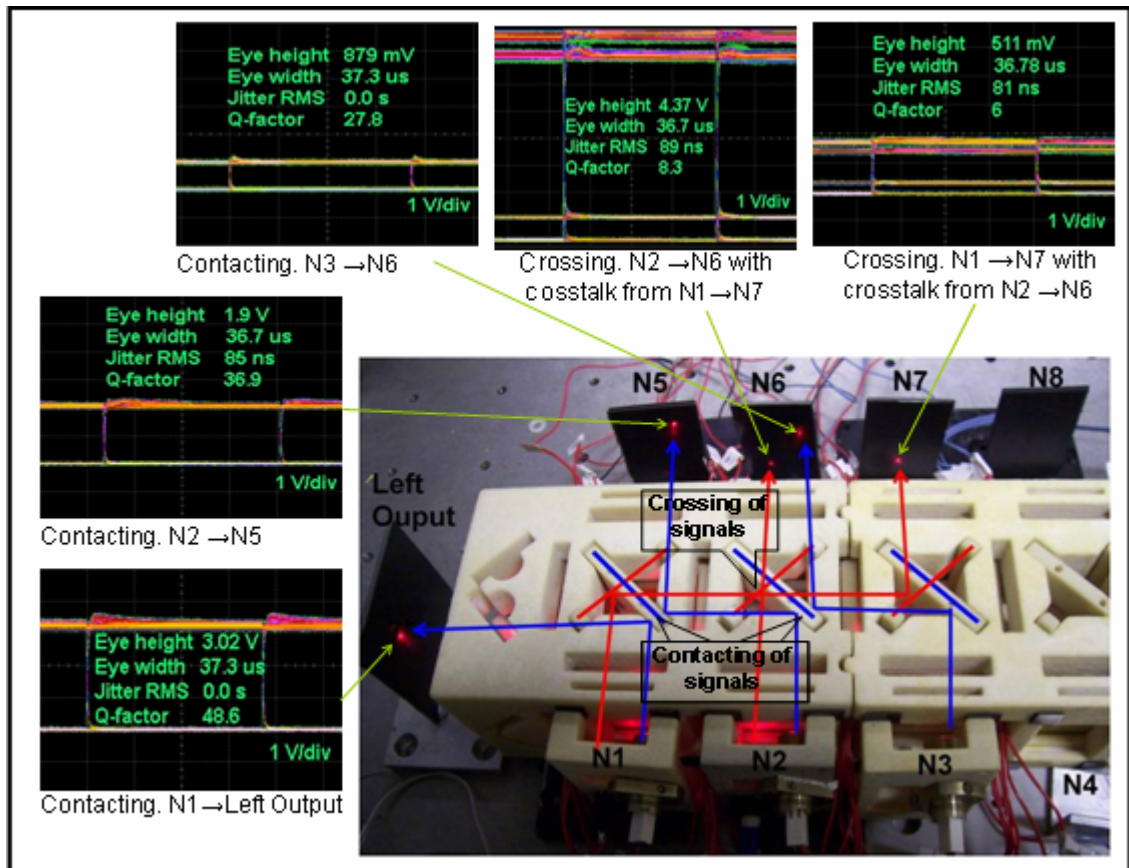 Eye height 879 mV
Eye width 37.3 us
Jitter RMS 0.0 s
Q-factor 27.8
1 V/div
Contacting. N3 →N6
Eye height 4.37 V
Eye width 36.7 us
Jitter RMS 89 ns
Q-factor 8.3
1 V/div
Crossing. N2 →N6 with
cosstalk from N1→N7
Eye height 511 mV
Eye width 36.78 us
Jitter RMS 81 ns
Q-factor 6
1 V/div
Crossing. N1 →N7 with
crosstalk from N2 →N6
Eye height 1.9 V
Eye width 36.7 us
Jitter RMS 85 ns
Q-factor 36.9
1 V/div
Contacting. N2 →N5
Eye height 3.02 V
Eye width 37.3 us
Jitter RMS 0.0 s
Q-factor 48.6
1 V/div
Contacting. N1→Left Output
N5
N6
N7
N8
Left
Ouput
Crossing of
signals
Contacting of
signals
N1
N2
N3
N4